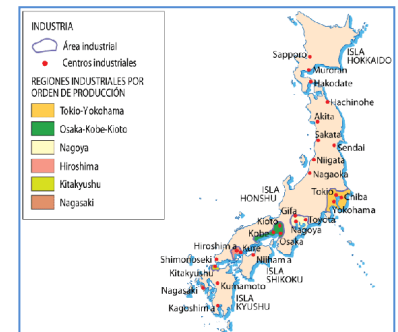 INDUSTRIA
Área industrial
Centros industriales
REGIONES INDUSTRIALES POR
ORDEN DE PRODUCCIÓN
Tokio-Yokohama
Osaka-Kobe-Kioto
Nagoya
Hiroshima
Kitakyushu
Nagasaki
Sapporo
ISLA
HOKKAIDO
Muroran
Hakodate
Hachinohe
Akita
Sakata
Sendai
Niigata
Nagaoka
ISLA
HONSHU
Tokio
Chiba
Yokohama
Gifa
Toyota
Kioto
Nagoya
Kobe
Osaka
Hiroshima
Kure
Niihama
Shimonoseki
ISLA
SHIKOKU
Kitakyushu
Kumamoto
Nagasaki
ISLA
KYUSHU
Kagoshima